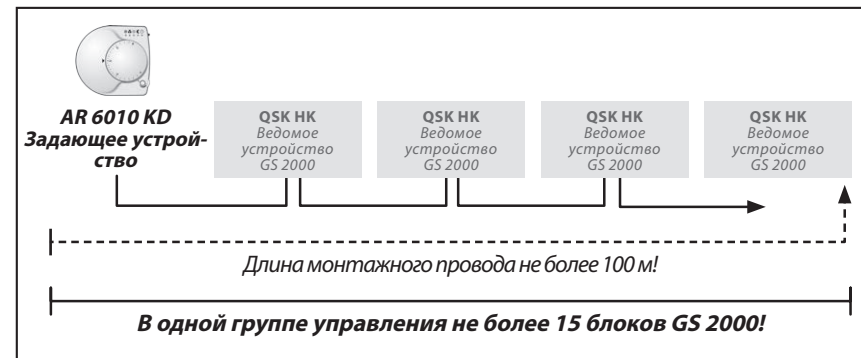 AR 6010 KD
Задающее устрой-
ство
QSK HK
Ведомое
устройство
GS 2000
QSK HK
Ведомое
устройство
GS 2000
QSK HK
Ведомое
устройство
GS 2000
QSK HK
Ведомое
устройство
GS 2000
Длина монтажного провода не более 100 м!
В одной группе управления не более 15 блоков GS 2000!